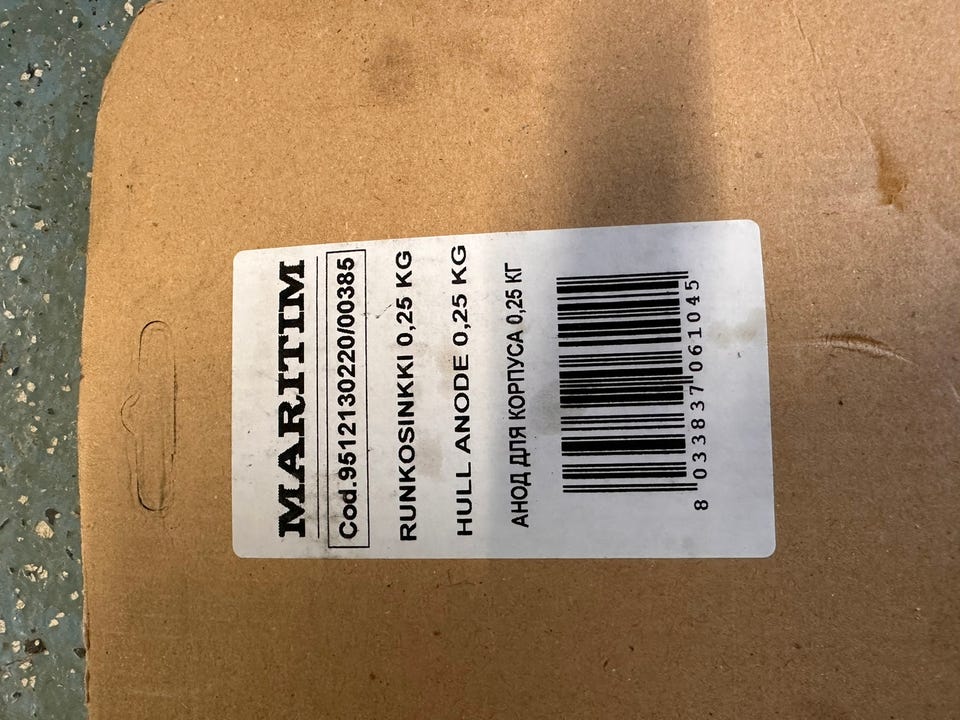 MARITIM
Cod.9512130220/00385
RUNKOSINKKI 0,25 KG
HULL ANODE 0,25 KG
АНОД ДЛЯ КОРПУСА 0,25 КГ
8 033837 061045